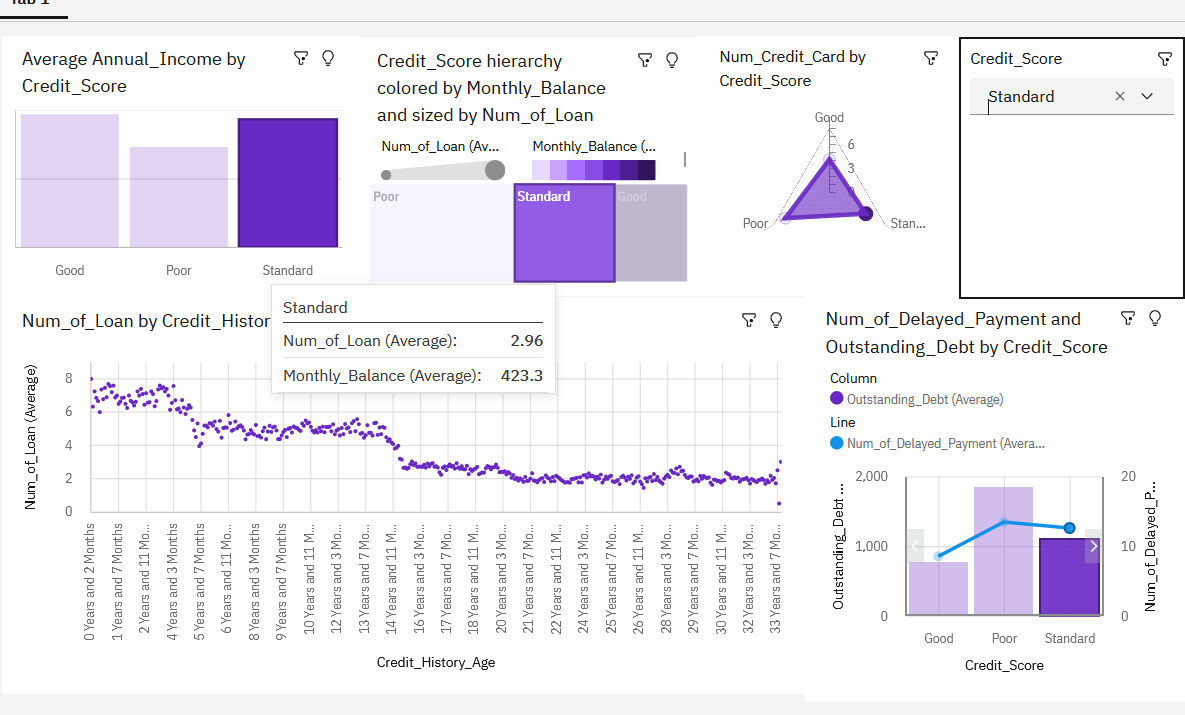 Tab 1
Average Annual_Income by
Credit_Score
Good
Poor
Standard
Credit_Score hierarchy
colored by Monthly_Balance
and sized by Num_of_Loan
Num_of_Loan (Av...
Monthly_Balance (...
Poor
Standard
Good
Num_Credit_Card by
Credit_Score
Good
6
3
0
Poor
Stan...
Credit_Score
Standard
Standard
Num_of_Loan (Average):
2.96
Monthly_Balance (Average):
423.3
Num_of_Loan by Credit_Histor
Num_of_Loan (Average)
8
6
4
2
0
0 Years and 2 Months
1 Years and 7 Months
2 Years and 11 Mo...
4 Years and 3 Months
5 Years and 7 Months
6 Years and 11 Mo...
8 Years and 3 Months
9 Years and 7 Months
10 Years and 11 M...
12 Years and 3 Mo...
13 Years and 7 Mo...
14 Years and 11 M...
16 Years and 3 Mo...
17 Years and 7 Mo...
18 Years and 11 M...
20 Years and 3 Mo...
21 Years and 7 Mo...
22 Years and 11 M...
24 Years and 3 Mo...
25 Years and 7 Mo...
26 Years and 11 M...
28 Years and 3 Mo...
29 Years and 7 Mo...
30 Years and 11 M...
32 Years and 3 Mo...
33 Years and 7 Mo...
Credit_History_Age
Num_of_Delayed_Payment and
Outstanding_Debt by Credit_Score
Column
Outstanding_Debt (Average)
Line
Num_of_Delayed_Payment (Avera...
Outstanding_Debt ...
2,000
1,000
0
20
10
0
Num_of_Delayed_P...
Good
Poor
Standard
Credit_Score